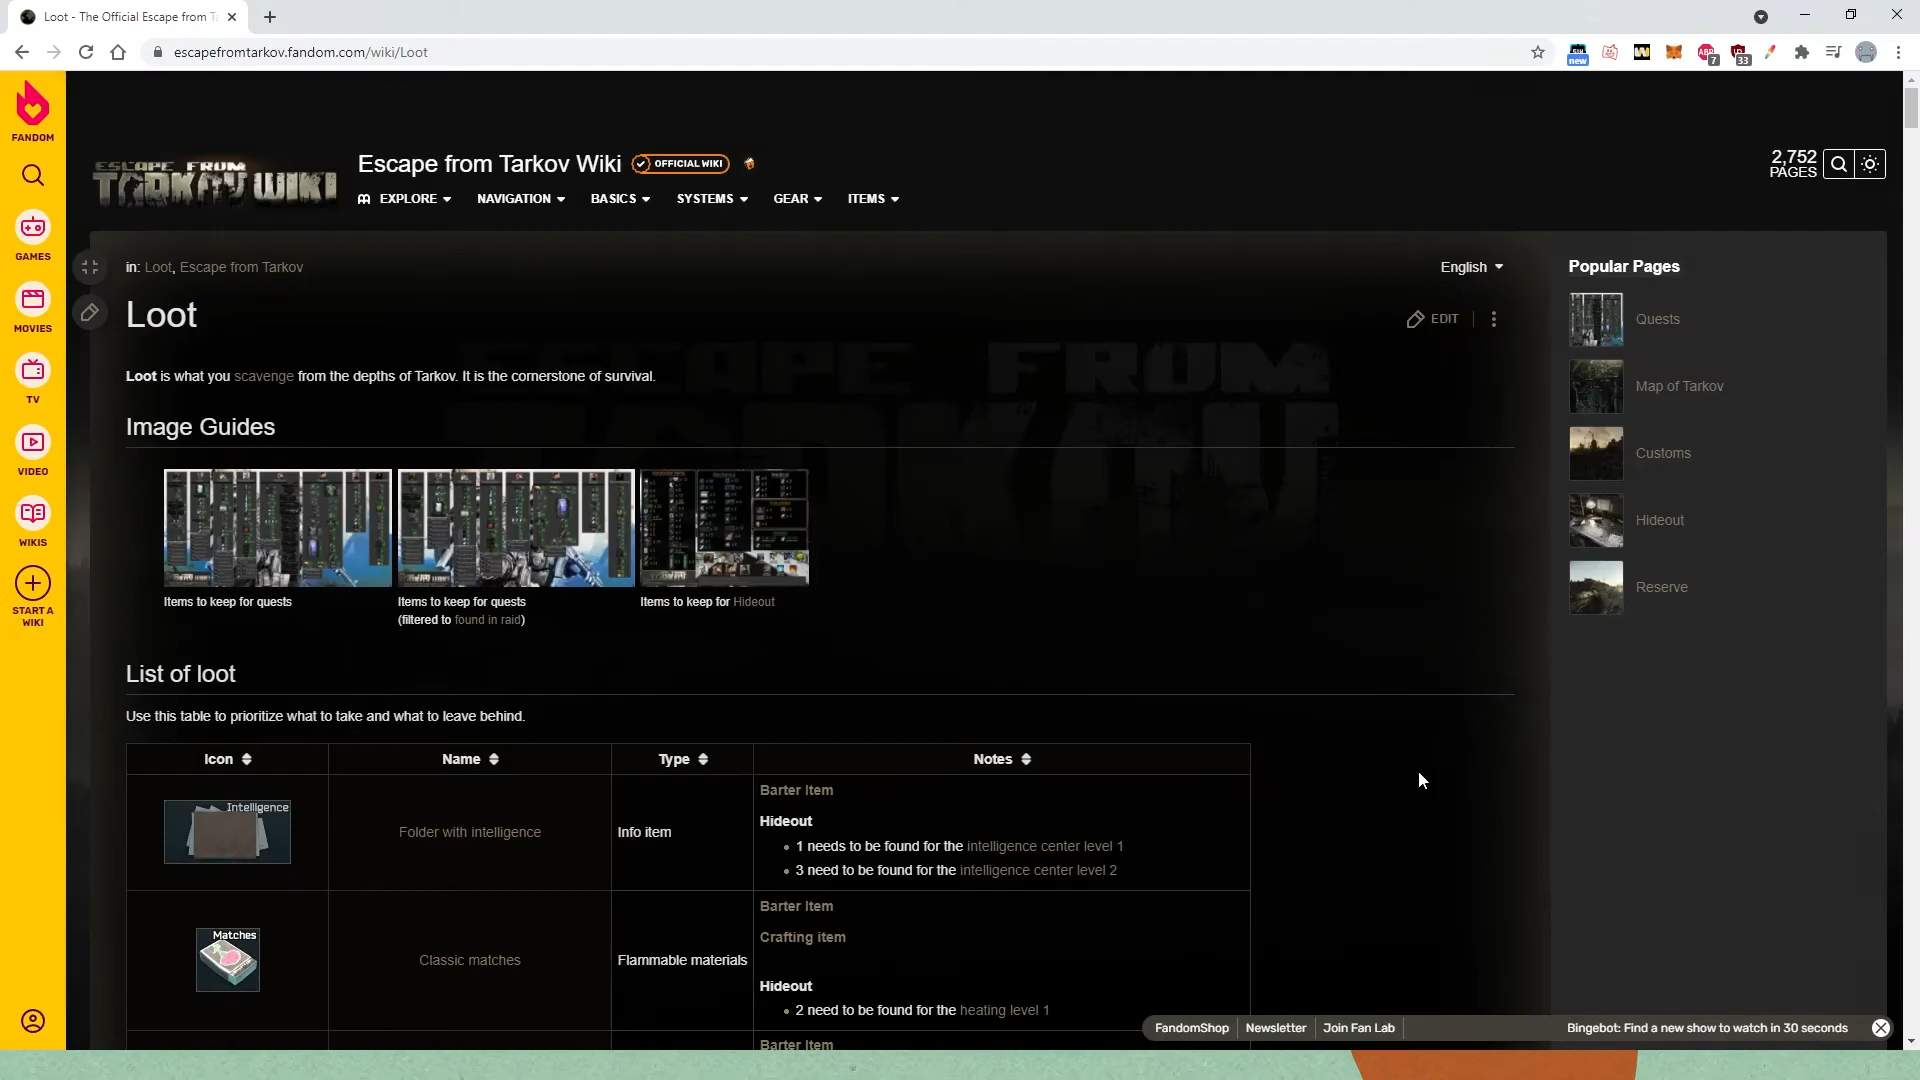 Loot - The Official Escape from T
escapefromtarkov.fandom.com/wiki/Loot
new
7
33
FANDOM
GAMES
MOVIES
TV
VIDEO
WIKIS
START A
WIKI
ESCAPE FROM
TARKOV WIKI
Escape from Tarkov Wiki
OFFICIAL WIKI
2,752
PAGES
EXPLORE
NAVIGATION
BASICS
SYSTEMS
GEAR
ITEMS
in: Loot, Escape from Tarkov
English
Loot
EDIT
Loot is what you scavenge from the depths of Tarkov. It is the cornerstone of survival.
Image Guides
Items to keep for quests
Items to keep for quests
(filtered to found in raid)
Items to keep for Hideout
List of loot
Use this table to prioritize what to take and what to leave behind.
Icon
Name
Type
Notes
Intelligence
Folder with intelligence
Info item
Barter Item
Hideout
• 1 needs to be found for the intelligence center level 1
• 3 need to be found for the intelligence center level 2
Matches
Classic matches
Flammable materials
Barter Item
Crafting item
Hideout
• 2 need to be found for the heating level 1
Barter Item
Popular Pages
Quests
Map of Tarkov
Customs
Hideout
Reserve
FandomShop
Newsletter
Join Fan Lab
Bingebot: Find a new show to watch in 30 seconds